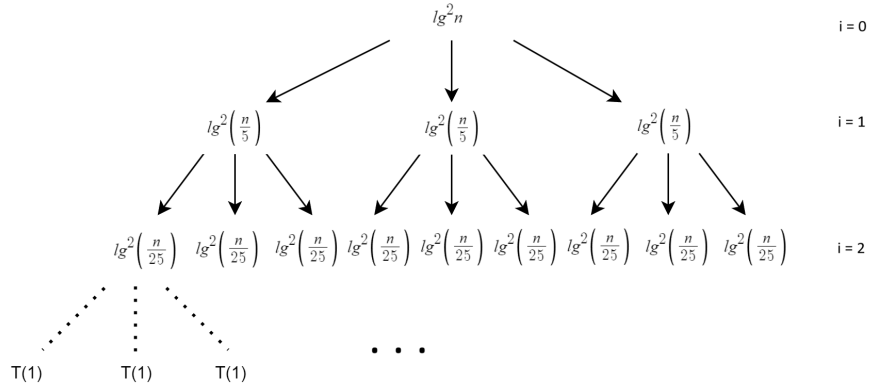 lg²n i = 0
lg²(n/5) lg²(n/5) lg²(n/5) i = 1
lg²(n/25) lg²(n/25) lg²(n/25) lg²(n/25) lg²(n/25) lg²(n/25) lg²(n/25) lg²(n/25) lg²(n/25) i = 2
T(1) T(1) T(1) . . .